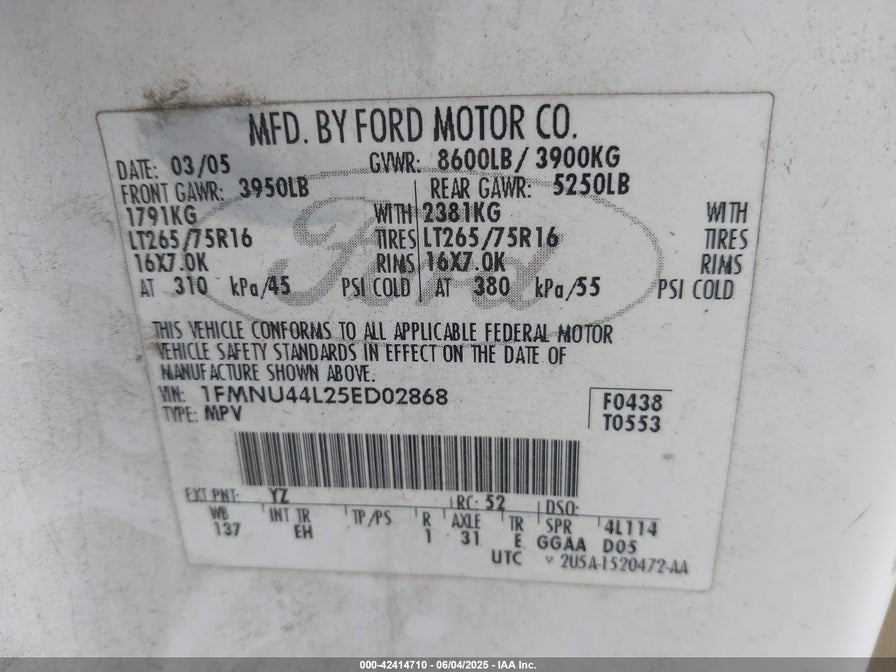 MFD. BY FORD MOTOR CO.
DATE: 03/05 GVWR: 8600LB / 3900KG
FRONT GAWR: 3950LB REAR GAWR: 5250LB
1791KG WITH 2381KG WITH
LT265/75R16 TIRES LT265/75R16 TIRES
16X7.0K RIMS 16X7.0K RIMS
AT 310 kPa/45 PSI COLD AT 380 kPa/55 PSI COLD
Ford
THIS VEHICLE CONFORMS TO ALL APPLICABLE FEDERAL MOTOR
VEHICLE SAFETY STANDARDS IN EFFECT ON THE DATE OF
MANUFACTURE SHOWN ABOVE.
VIN: 1FMNU44L25ED02868 F0438
TYPE: MPV T0553
EXT PNT: YZ RC: 52 DSO:
WB INT TR TP/PS R AXLE TR SPR 4L114
137 EH 1 31 E GGAA D05
UTC ▿ 2U5A-1520472-AA
000-42414710 - 06/04/2025 - IAA Inc.